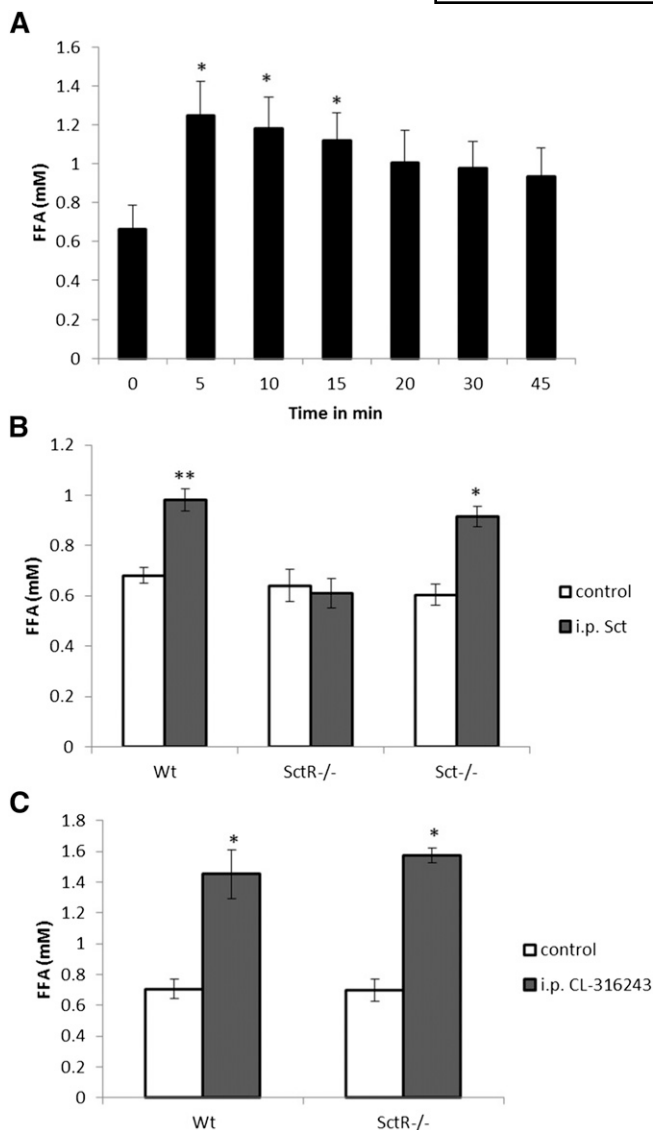 A
1.6
1.4
1.2
1
0.8
0.6
0.4
0.2
0
FFA (mM)
* * *
0 5 10 15 20 30 45
Time in min
B
1.2
1
0.8
0.6
0.4
0.2
0
FFA (mM)
** *
Wt SctR-/- Sct-/-
control
i.p. Sct
C
1.8
1.6
1.4
1.2
1
0.8
0.6
0.4
0.2
0
FFA (mM)
* *
Wt SctR-/-
control
i.p. CL-316243